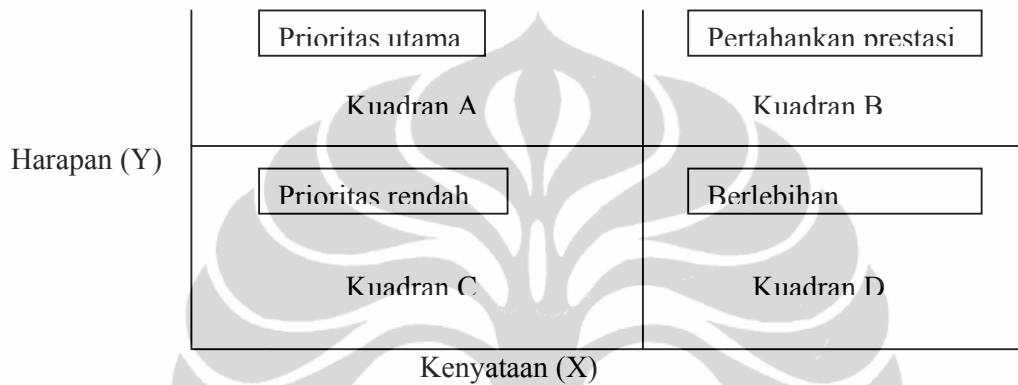 Prioritas utama
Pertahankan prestasi
Kuadran A
Kuadran B
Harapan (Y)
Prioritas rendah
Berlebihan
Kuadran C
Kuadran D
Kenyataan (X)